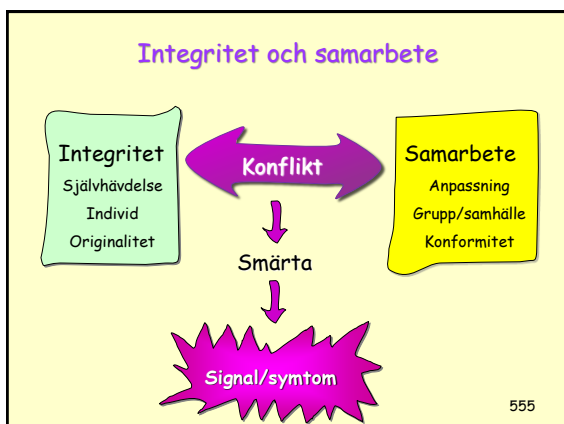 Integritet och samarbete
Integritet
Självhävdelse
Individ
Originalitet
Konflikt
Samarbete
Anpassning
Grupp/samhälle
Konformitet
Smärta
Signal/symtom
555